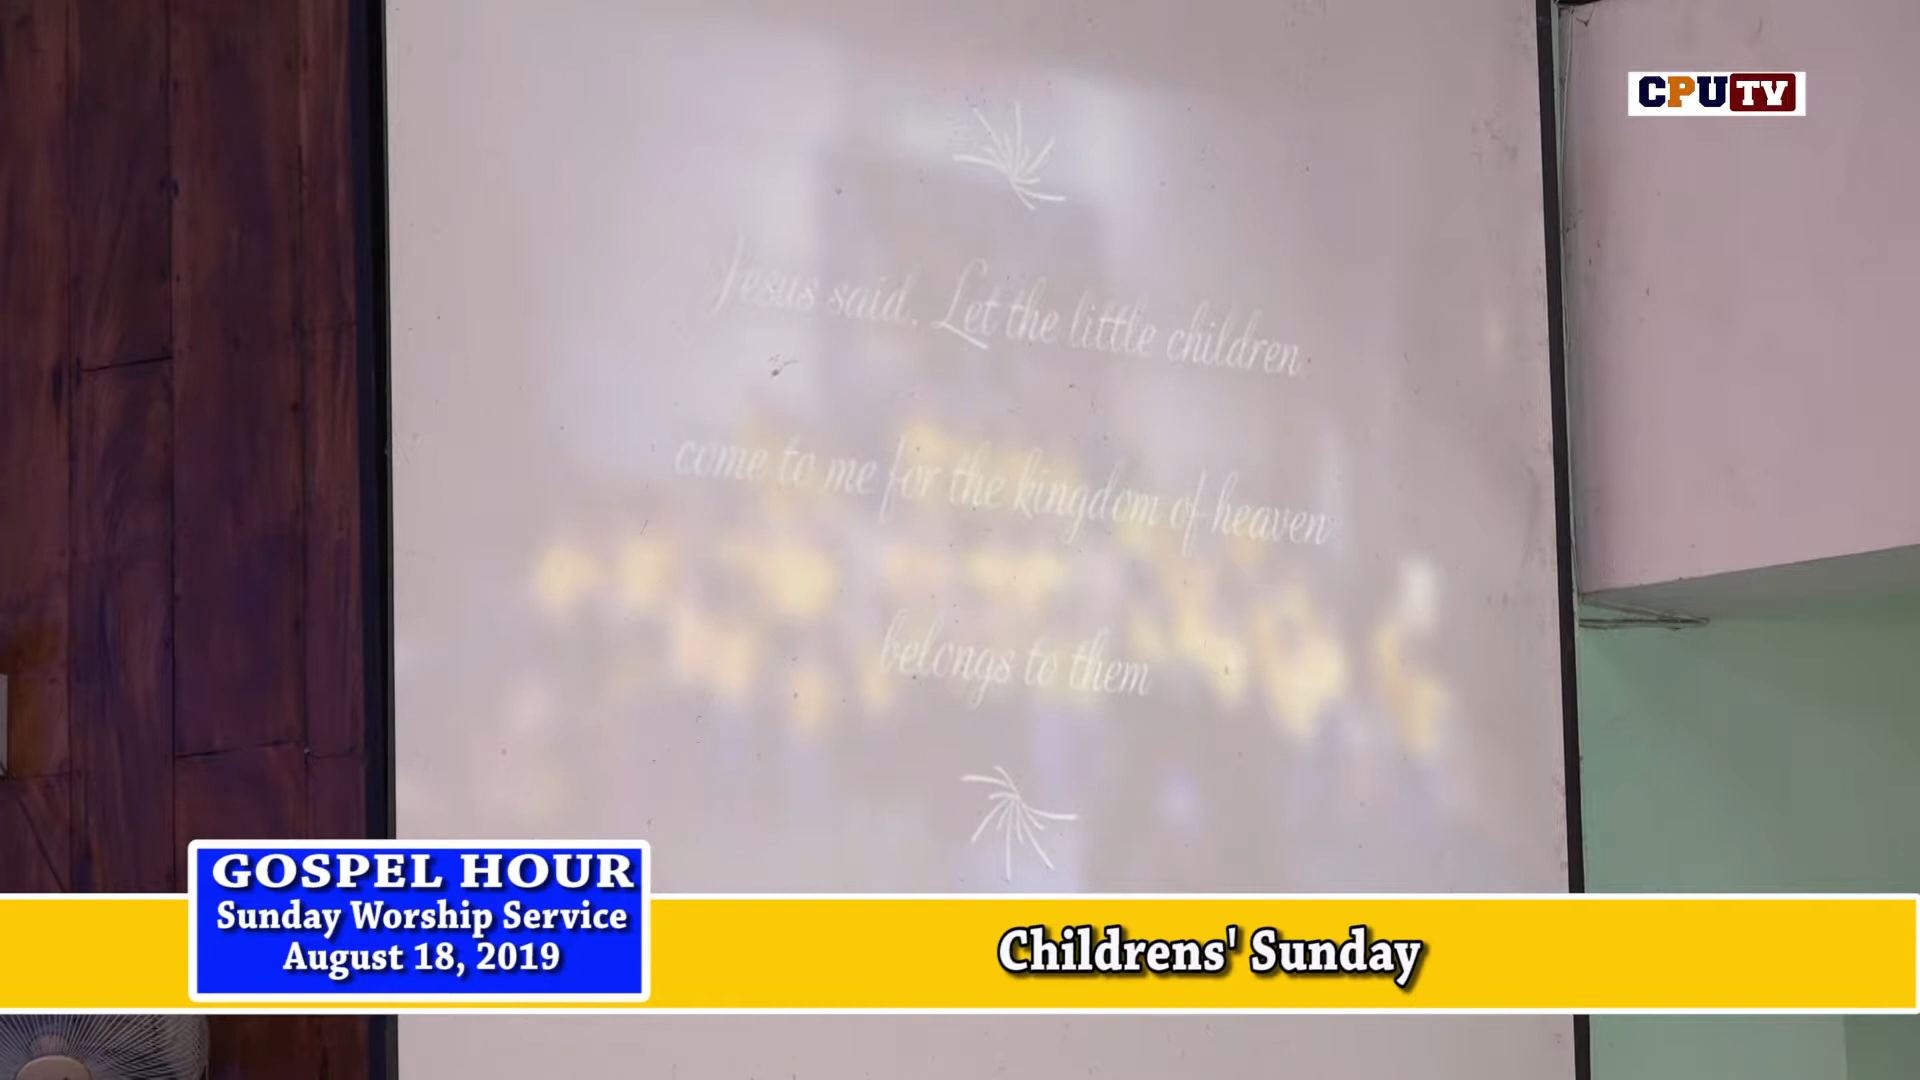 CPUTV
Jesus said, Let the little children
come to me for the kingdom of heaven
belongs to them
GOSPEL HOUR
Sunday Worship Service
August 18, 2019
Childrens' Sunday